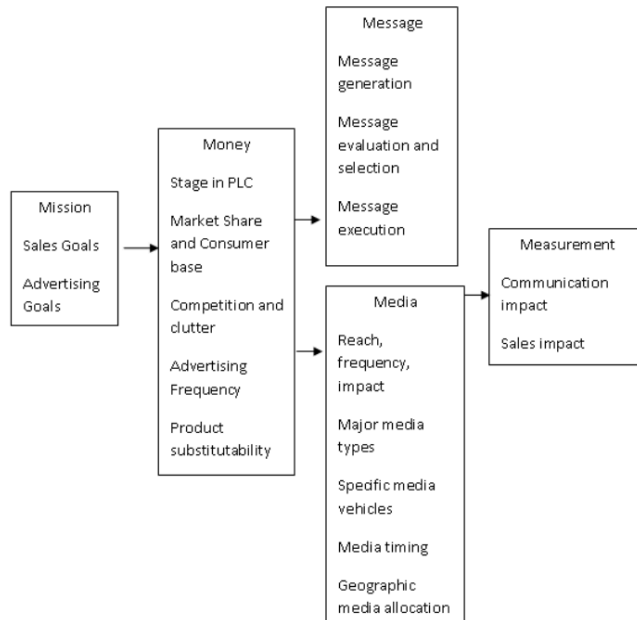 Mission
Sales Goals
Advertising
Goals
Money
Stage in PLC
Market Share
and Consumer
base
Competition and
clutter
Advertising
Frequency
Product
substitutability
Message
Message
generation
Message
evaluation and
selection
Message
execution
Media
Reach,
frequency,
impact
Major media
types
Specific media
vehicles
Media timing
Geographic
media allocation
Measurement
Communication
impact
Sales impact